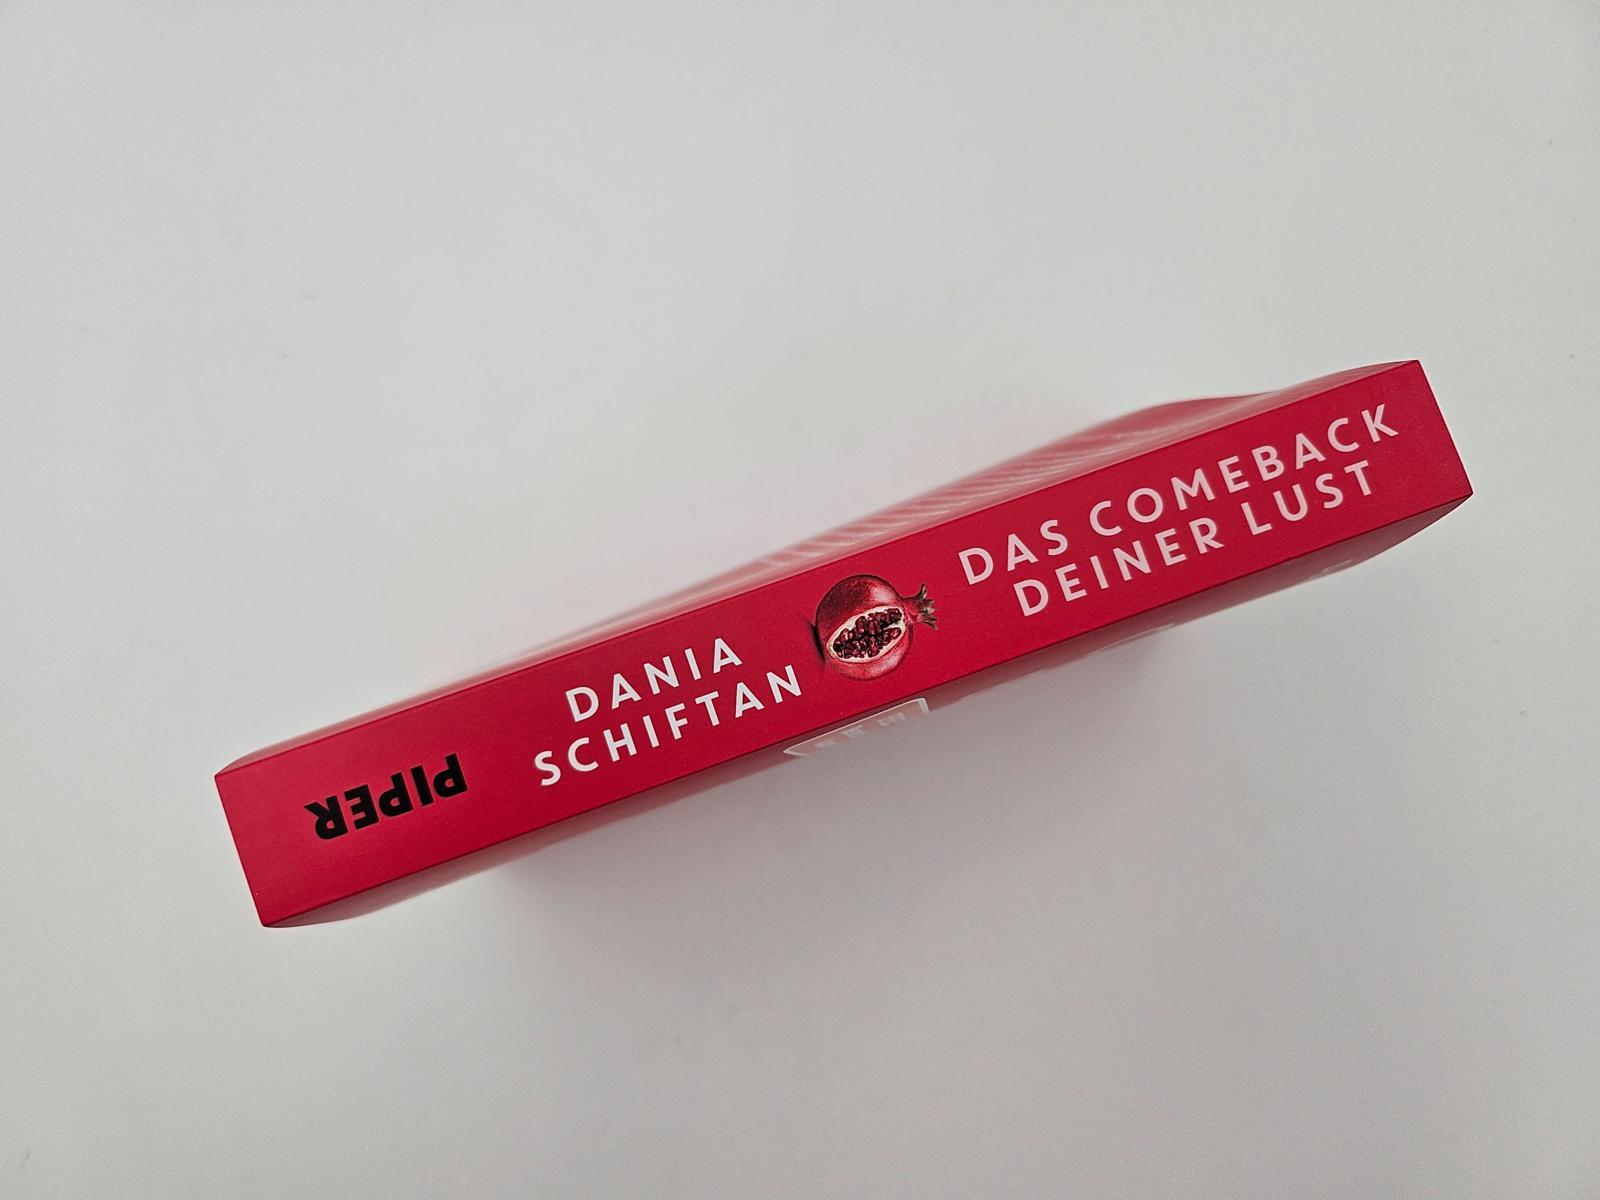 PIPER
DANIA
SCHIFTAN
DAS COMEBACK
DEINER LUST